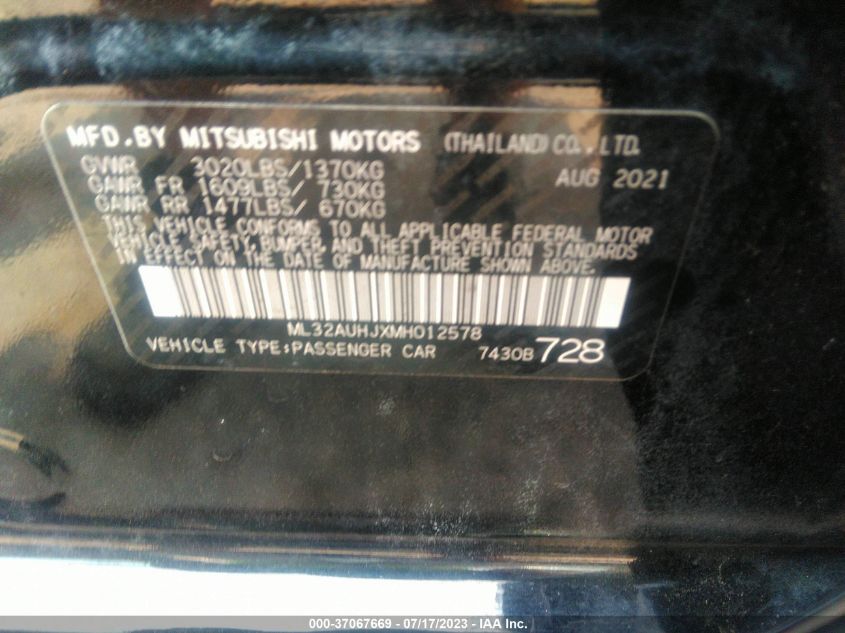 MFD. BY MITSUBISHI MOTORS (THAILAND) CO., LTD.
GVWR 3020LBS/1370KG AUG 2021
GAWR FR 1609LBS/ 730KG
GAWR RR 1477LBS/ 670KG
THIS VEHICLE CONFORMS TO ALL APPLICABLE FEDERAL MOTOR
VEHICLE SAFETY, BUMPER, AND THEFT PREVENTION STANDARDS
IN EFFECT ON THE DATE OF MANUFACTURE SHOWN ABOVE.
ML32AUHJXMH012578
VEHICLE TYPE:PASSENGER CAR 7430B 728
000-37067669 - 07/17/2023 - IAA Inc.